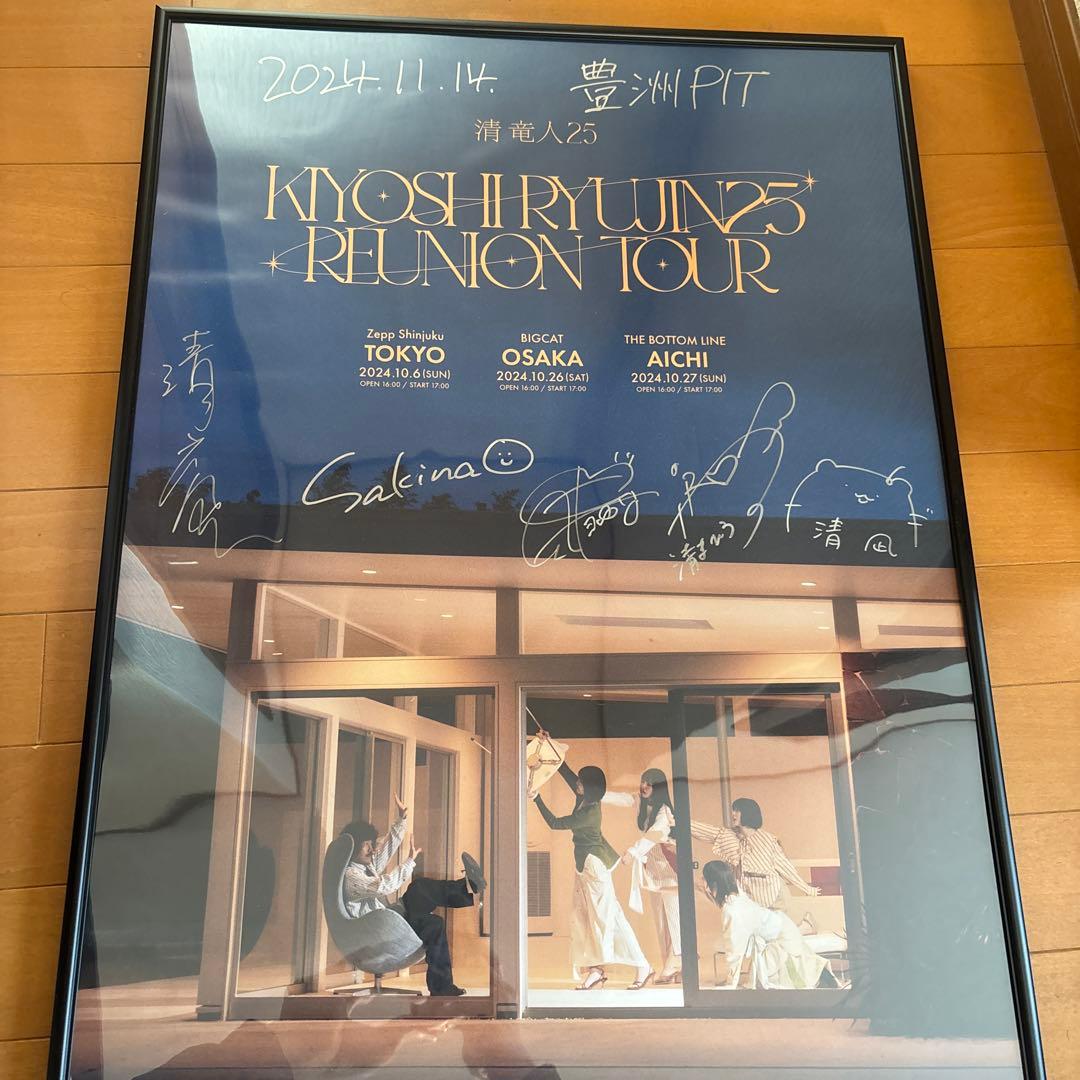 2024.11.14. 豊洲PIT
清 竜人25
KIYOSHI RYUJIN25
REUNION TOUR
Zepp Shinjuku
TOKYO
2024.10.6 (SUN)
OPEN 16:00 / START 17:00
BIGCAT
OSAKA
2024.10.26 (SAT)
OPEN 16:00 / START 17:00
THE BOTTOM LINE
AICHI
2024.10.27 (SUN)
OPEN 16:00 / START 17:00
清
Sakina
清 凪